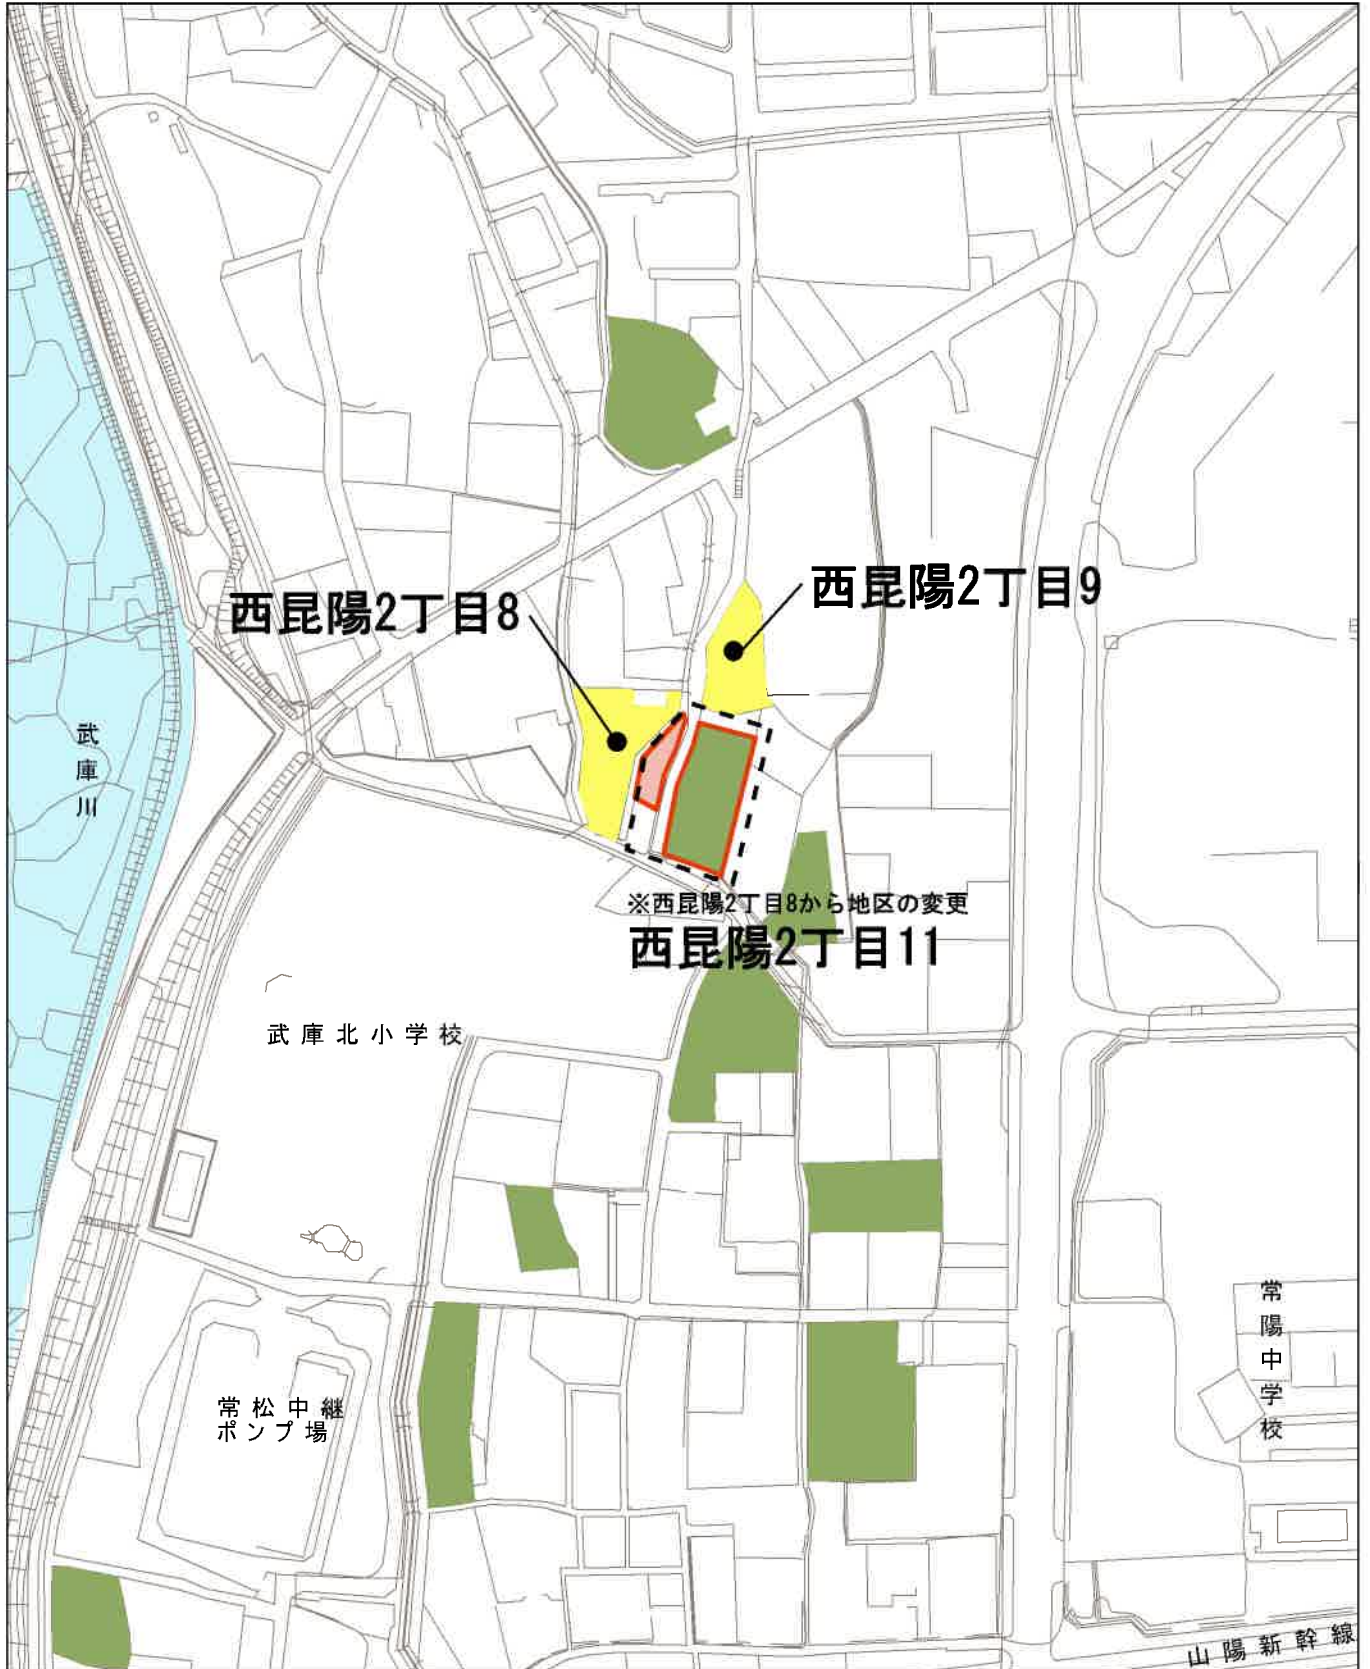 西昆陽2丁目9
西昆陽2丁目8
武庫川
※西昆陽2丁目8から地区の変更
西昆陽2丁目11
武庫北小学校
常陽中学校
常松中継
ポンプ場
山陽新幹線